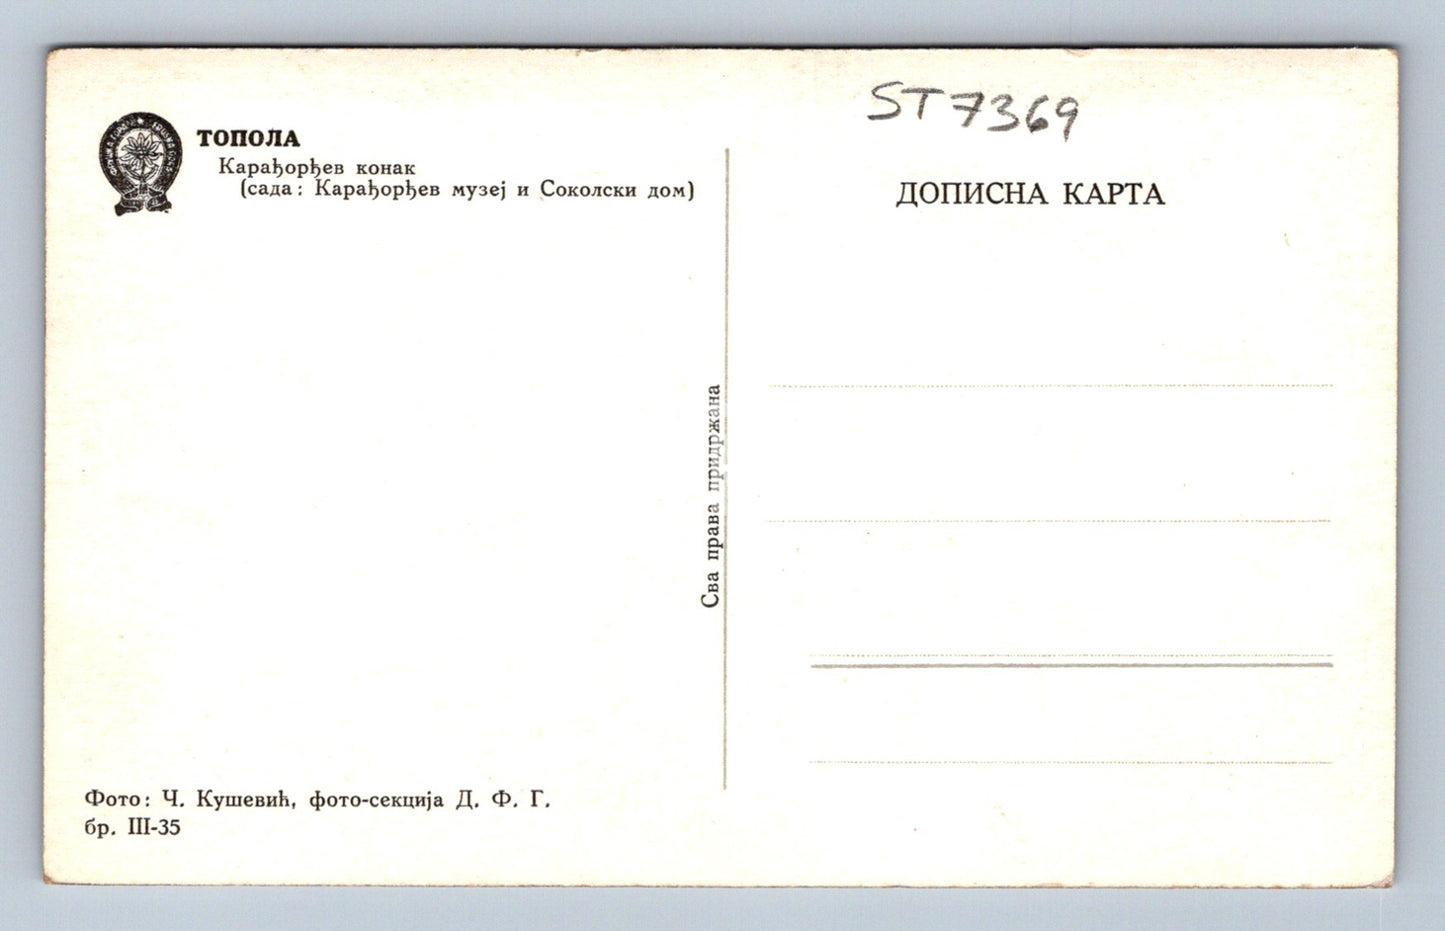 ST7369
ТОПОЛА
Карађорђев конак
(сада: Карађорђев музеј и Соколски дом)
ДОПИСНА КАРТА
Сва права придржана
Фото: Ч. Кушевић, фото-секција Д. Ф. Г.
бр. III-35